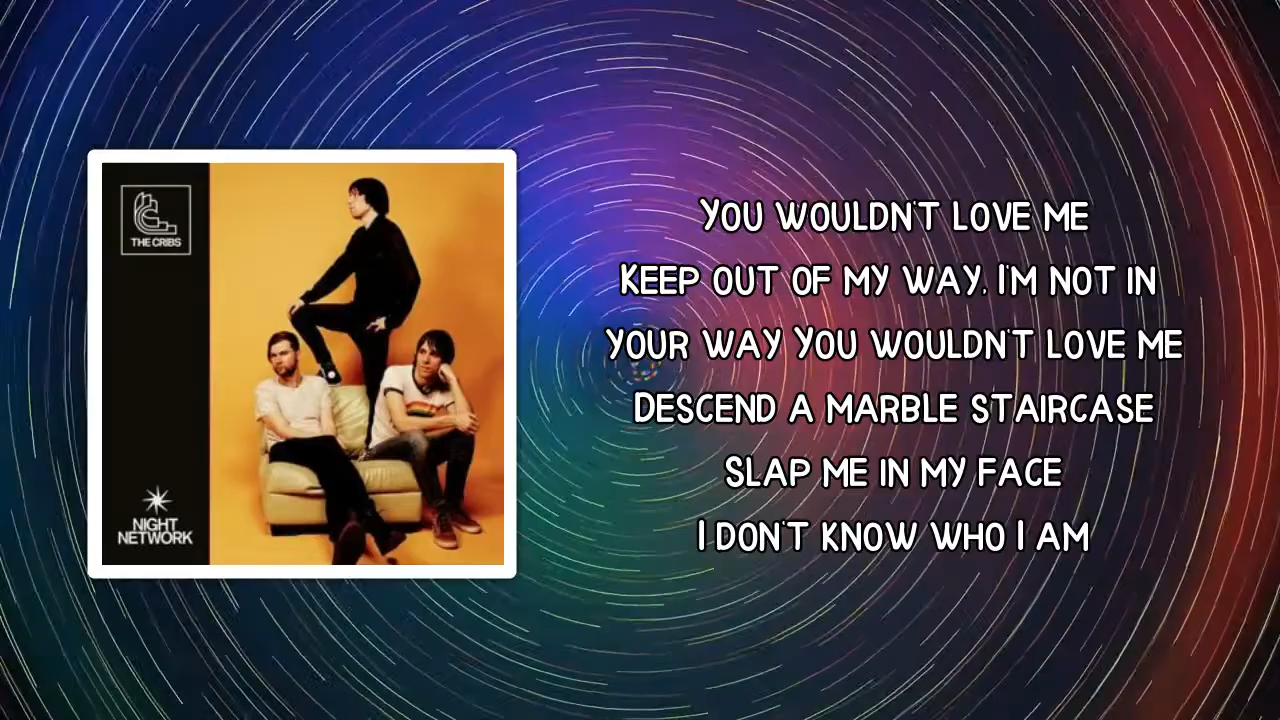 THE CRIBS
NIGHT
NETWORK
YOU WOULDN'T LOVE ME
KEEP OUT OF MY WAY, I'M NOT IN
YOUR WAY YOU WOULDN'T LOVE ME
DESCEND A MARBLE STAIRCASE
SLAP ME IN MY FACE
I DON'T KNOW WHO I AM